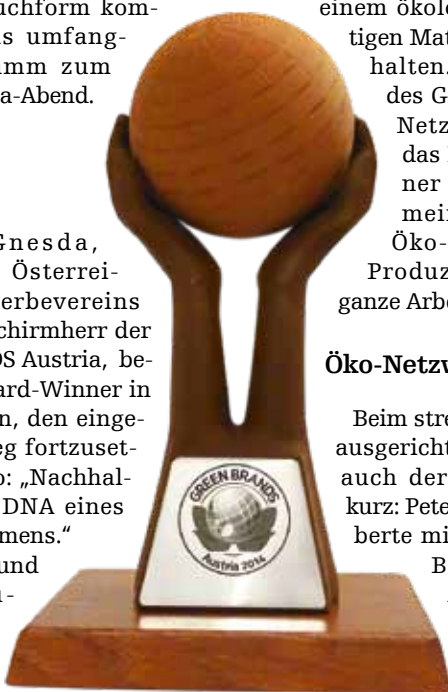 uchform kom-
s umfang-
mm zum
a-Abend.
Gnesda,
Österrei-
erbevereins
chirmherr der
DS Austria, be-
ard-Winner in
n, den einge-
eg fortzuset-
o: „Nachhal-
DNA eines
mens.“
und
u-
GREEN BRANDS
Austria 2014
einem ökolo
tigen Mat
halten.
des G
Netz
das
ner
mein
Öko-
Produz
ganze Arbe
Öko-Netzw
Beim stre
ausgericht
auch der
kurz: Pete
berte mi
B